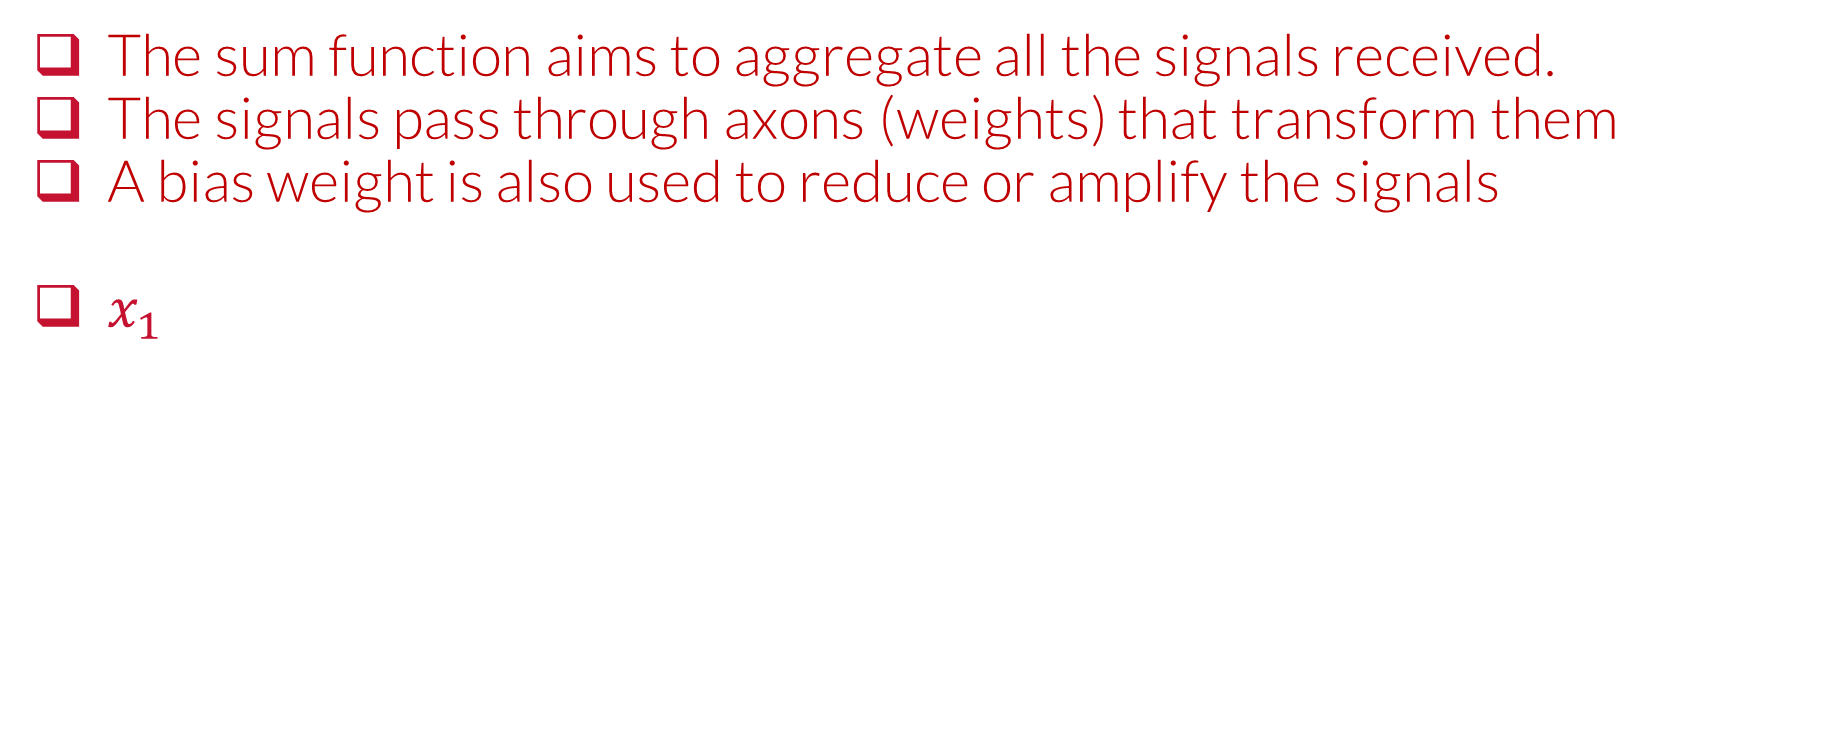 ❑ The sum function aims to aggregate all the signals received.
❑ The signals pass through axons (weights) that transform them
❑ A bias weight is also used to reduce or amplify the signals
❑ x₁